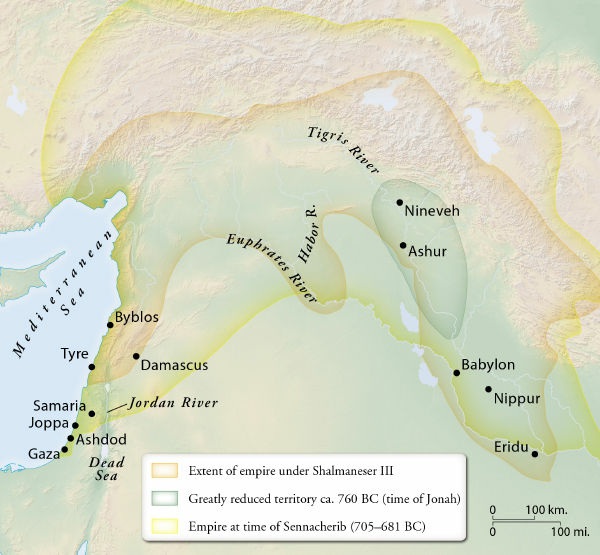 Tigris River
Nineveh
Habor R.
Ashur
Euphrates River
Mediterranean
Sea
Byblos
Tyre
Damascus
Babylon
Nippur
Samaria
Jordan River
Joppa
Ashdod
Gaza
Eridu
Dead
Sea
Extent of empire under Shalmaneser III
Greatly reduced territory ca. 760 BC (time of Jonah)
Empire at time of Sennacherib (705–681 BC)
0 100 km.
0 100 mi.